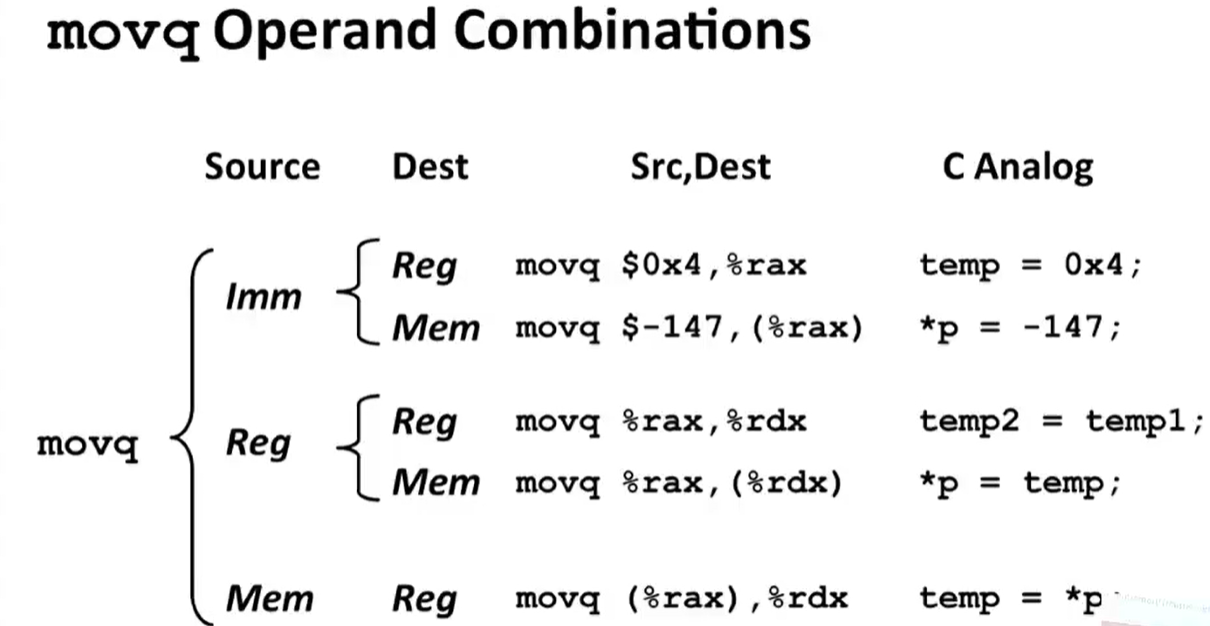 movq Operand Combinations
Source Dest Src,Dest C Analog
Imm Reg movq $0x4,%rax temp = 0x4;
Mem movq $-147,(%rax) *p = -147;
movq Reg Reg movq %rax,%rdx temp2 = temp1;
Mem movq %rax,(%rdx) *p = temp;
Mem Reg movq (%rax),%rdx temp = *p